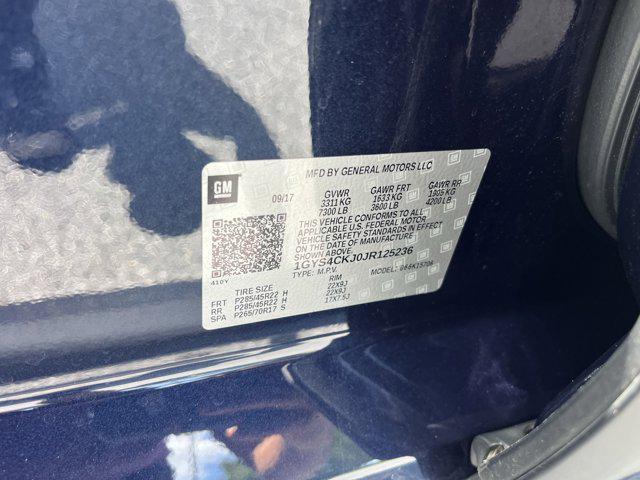 GM
MFD BY GENERAL MOTORS LLC
09/17 GVWR GAWR FRT GAWR RR
3311 KG 1633 KG 1905 KG
7300 LB 3600 LB 4200 LB
THIS VEHICLE CONFORMS TO ALL
APPLICABLE U.S. FEDERAL MOTOR
VEHICLE SAFETY STANDARDS IN EFFECT
ON THE DATE OF MANUFACTURE
SHOWN ABOVE.
1GYS4CKJ0JR125236
410Y TYPE: M.P.V. MODEL:
TIRE SIZE RIM
FRT P285/45R22 H 22X9J
RR P285/45R22 H 22X9J
SPA P265/70R17 S 17X7.5J